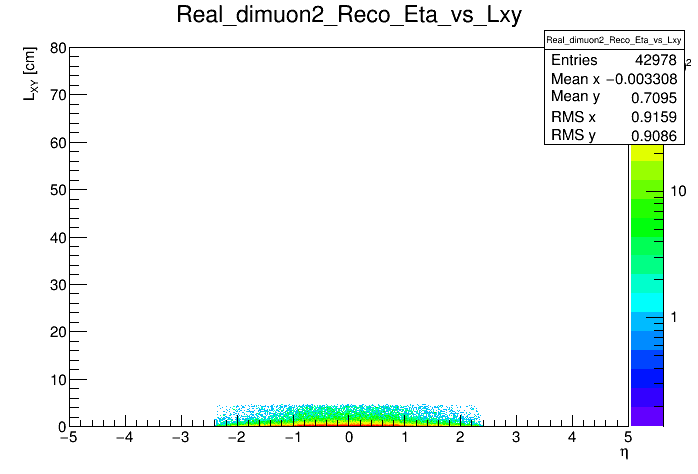 Real_dimuon2_Reco_Eta_vs_Lxy
Real_dimuon2_Reco_Eta_vs_Lxy
Entries 42978
Mean x −0.003308
Mean y 0.7095
RMS x 0.9159
RMS y 0.9086
L_XY [cm]
80
70
60
50
40
30
20
10
0
−5 −4 −3 −2 −1 0 1 2 3 4 5
η
2
10
1